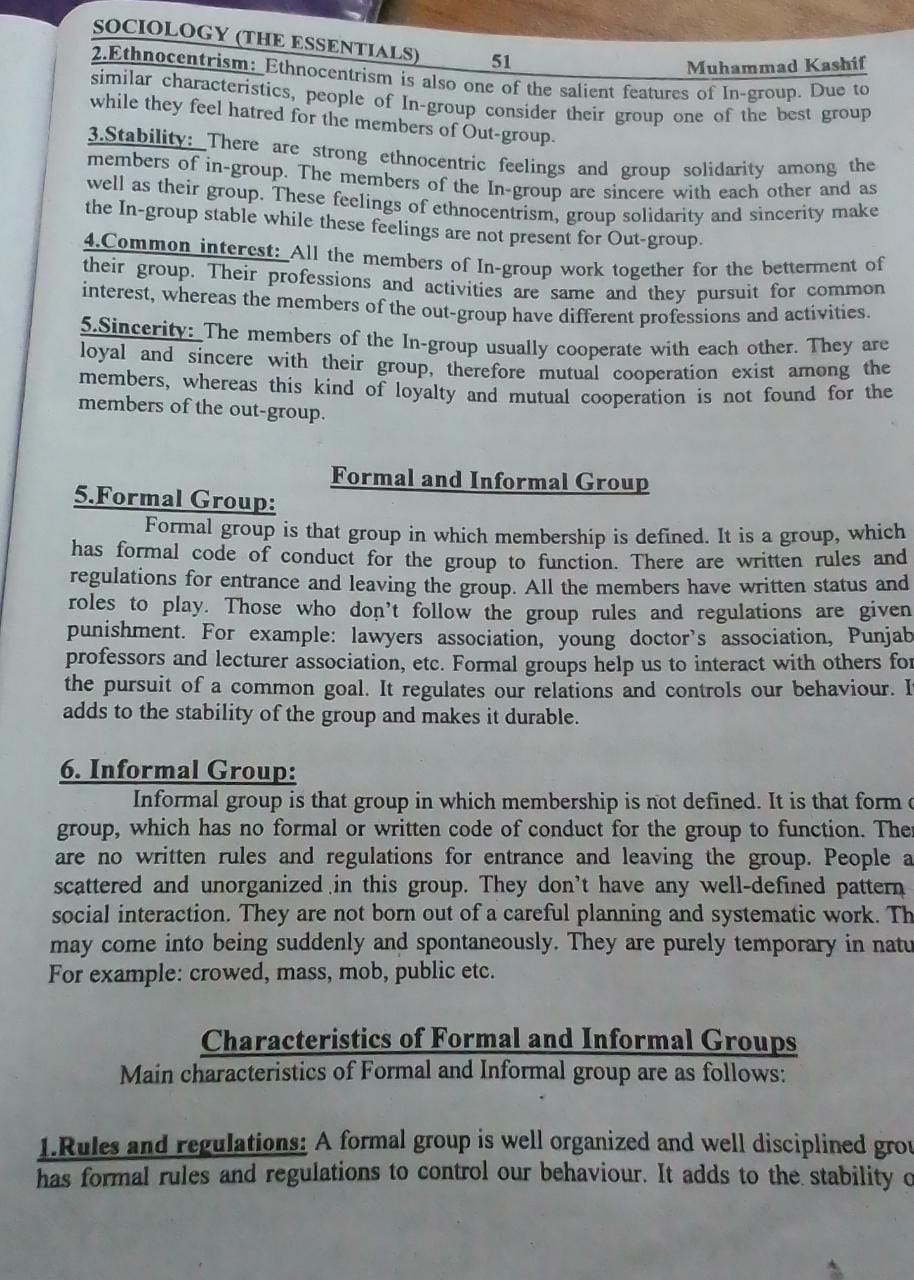 SOCIOLOGY (THE ESSENTIALS) 51 Muhammad Kashif
2.Ethnocentrism: Ethnocentrism is also one of the salient features of In-group. Due to
similar characteristics, people of In-group consider their group one of the best group
while they feel hatred for the members of Out-group.
3.Stability: There are strong ethnocentric feelings and group solidarity among the
members of in-group. The members of the In-group are sincere with each other and as
well as their group. These feelings of ethnocentrism, group solidarity and sincerity make
the In-group stable while these feelings are not present for Out-group.
4.Common interest: All the members of In-group work together for the betterment of
their group. Their professions and activities are same and they pursuit for common
interest, whereas the members of the out-group have different professions and activities.
5.Sincerity: The members of the In-group usually cooperate with each other. They are
loyal and sincere with their group, therefore mutual cooperation exist among the
members, whereas this kind of loyalty and mutual cooperation is not found for the
members of the out-group.
Formal and Informal Group
5.Formal Group:
Formal group is that group in which membership is defined. It is a group, which
has formal code of conduct for the group to function. There are written rules and
regulations for entrance and leaving the group. All the members have written status and
roles to play. Those who don't follow the group rules and regulations are given
punishment. For example: lawyers association, young doctor's association, Punjab
professors and lecturer association, etc. Formal groups help us to interact with others for
the pursuit of a common goal. It regulates our relations and controls our behaviour. I
adds to the stability of the group and makes it durable.
6. Informal Group:
Informal group is that group in which membership is not defined. It is that form
group, which has no formal or written code of conduct for the group to function. The
are no written rules and regulations for entrance and leaving the group. People a
scattered and unorganized in this group. They don't have any well-defined pattern
social interaction. They are not born out of a careful planning and systematic work. Th
may come into being suddenly and spontaneously. They are purely temporary in natu
For example: crowed, mass, mob, public etc.
Characteristics of Formal and Informal Groups
Main characteristics of Formal and Informal group are as follows:
1.Rules and regulations: A formal group is well organized and well disciplined grou
has formal rules and regulations to control our behaviour. It adds to the stability o